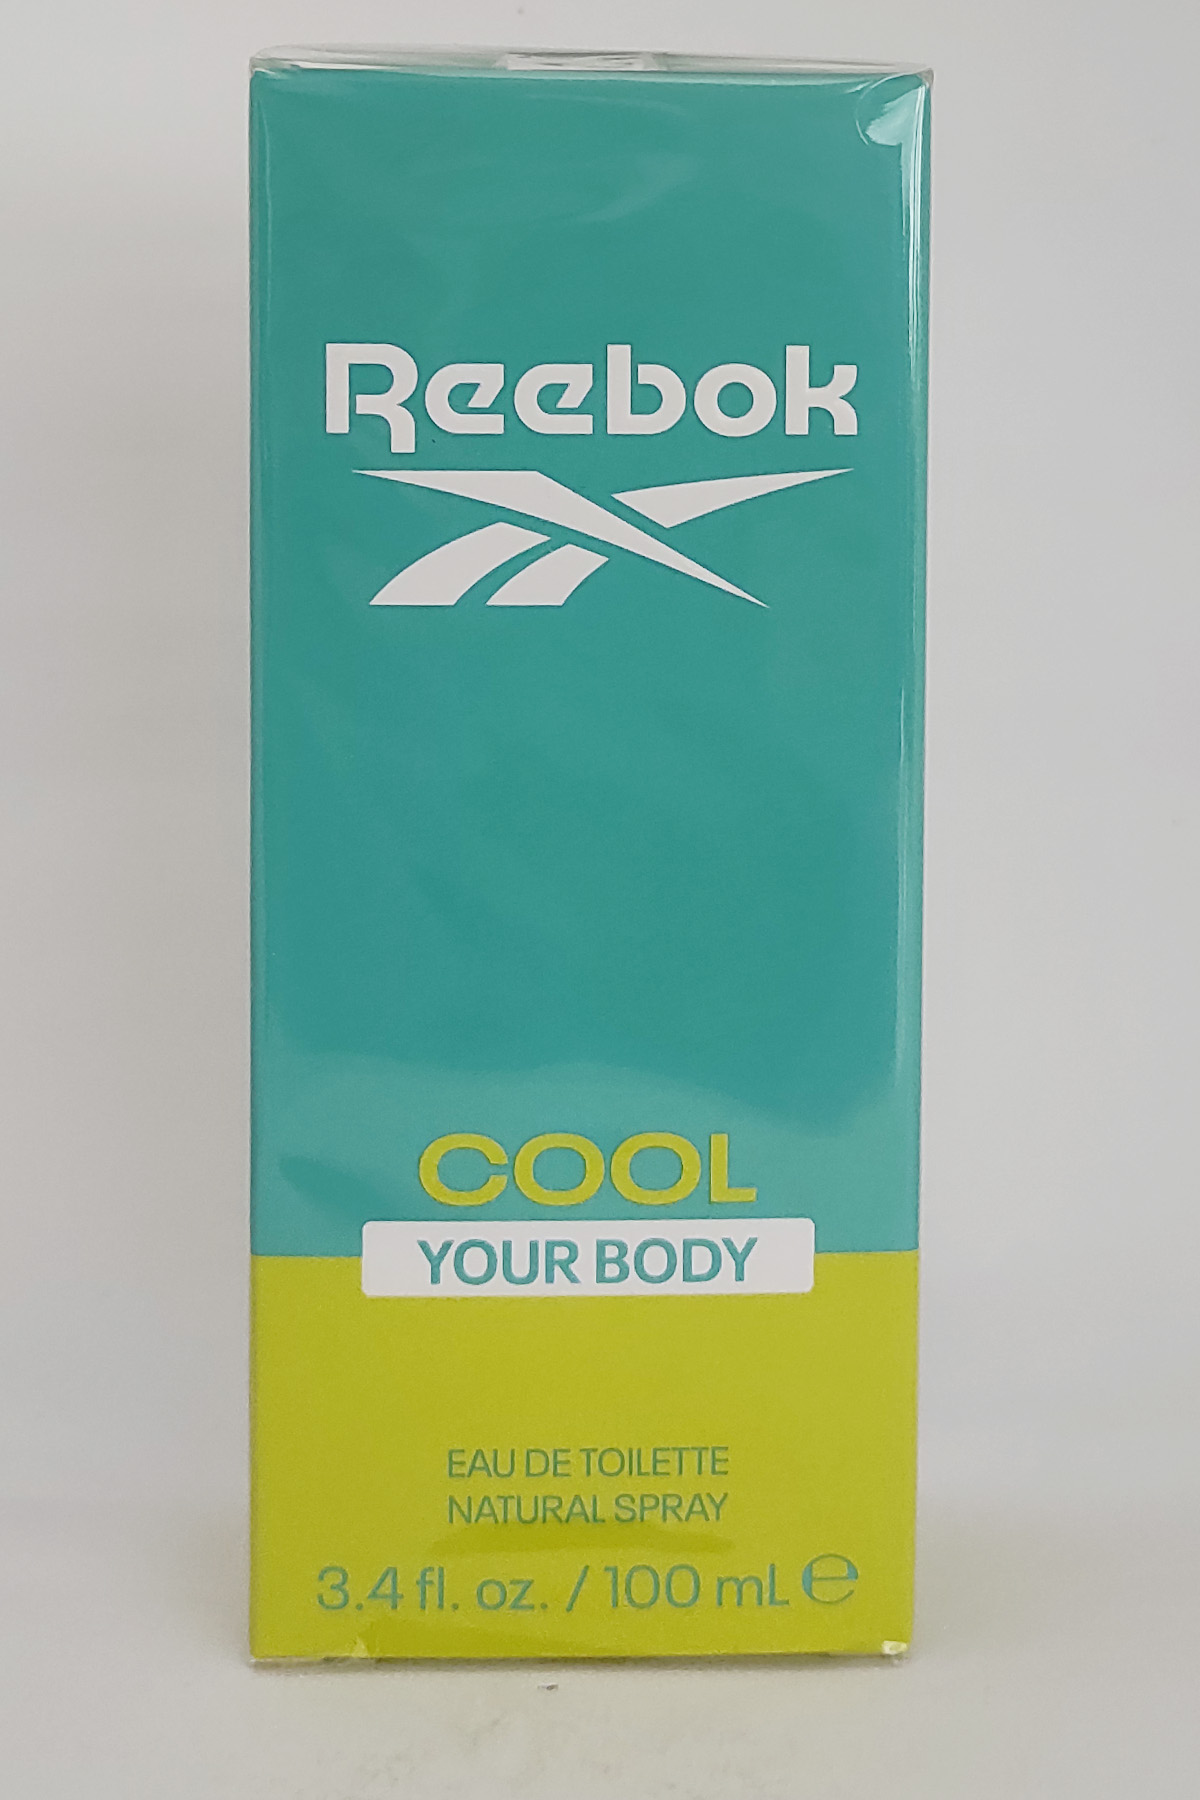 Reebok
COOL
YOUR BODY
EAU DE TOILETTE
NATURAL SPRAY
3.4 fl. oz. / 100 mL ℮